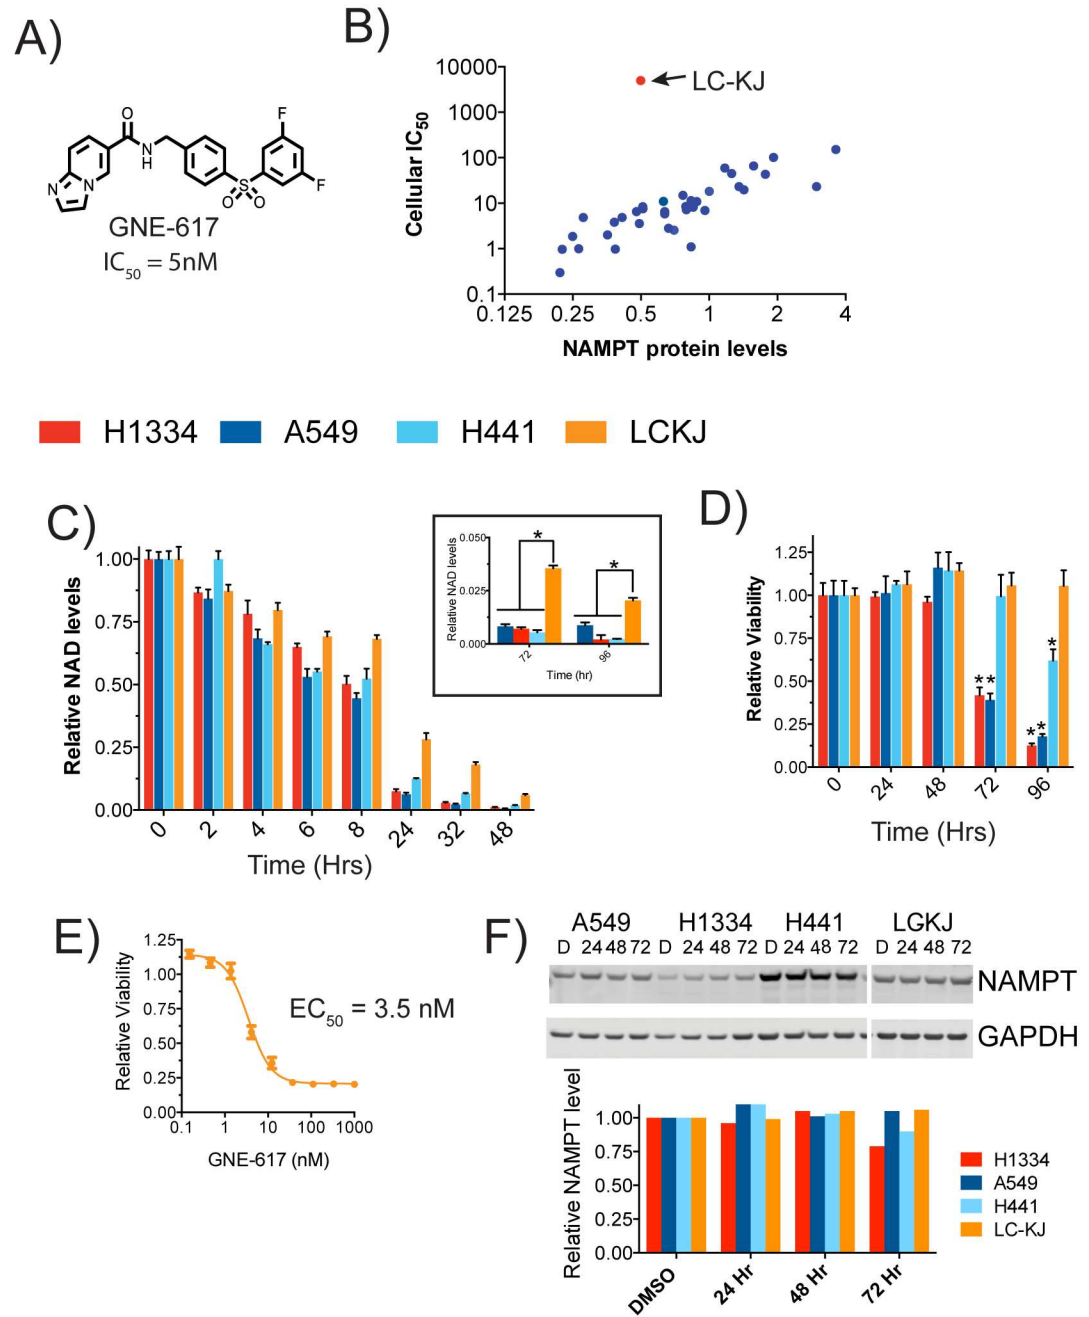 A)
B)
O
N
H
N
N
S
O O
F
F
GNE-617
IC50 = 5nM
Cellular IC50
10000
1000
100
10
1
0.1
LC-KJ
0.125 0.25 0.5 1 2 4
NAMPT protein levels
H1334 A549 H441 LCKJ
C)
Relative NAD levels
1.00
0.75
0.50
0.25
0.00
0 2 4 6 8 24 32 48
Time (Hrs)
Relative NAD levels
0.050
0.025
0.000
*
*
72 96
Time (hr)
D)
Relative Viability
1.25
1.00
0.75
0.50
0.25
0.00
* *
* * *
0 24 48 72 96
Time (Hrs)
E)
Relative Viability
1.25
1.00
0.75
0.50
0.25
0.00
EC50 = 3.5 nM
0.1 1 10 100 1000
GNE-617 (nM)
F)
A549 H1334 H441 LGKJ
D 24 48 72 D 24 48 72 D 24 48 72 D 24 48 72
NAMPT
GAPDH
Relative NAMPT level
1.00
0.75
0.50
0.25
0.00
DMSO 24 Hr 48 Hr 72 Hr
H1334
A549
H441
LC-KJ